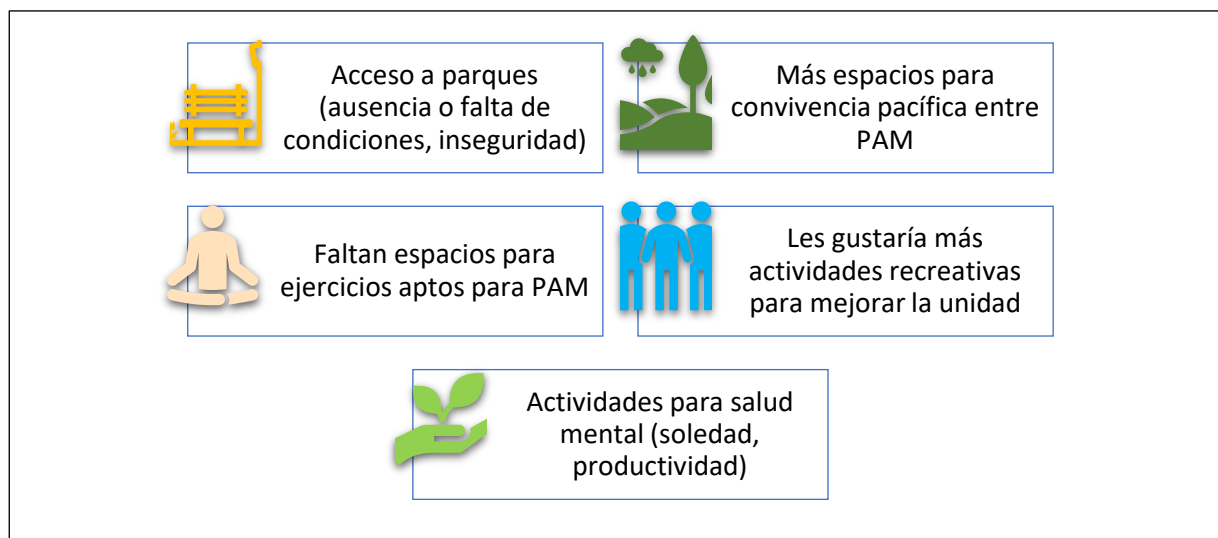 Acceso a parques
(ausencia o falta de
condiciones, inseguridad)
Más espacios para
convivencia pacífica entre
PAM
Faltan espacios para
ejercicios aptos para PAM
Les gustaría más
actividades recreativas
para mejorar la unidad
Actividades para salud
mental (soledad,
productividad)